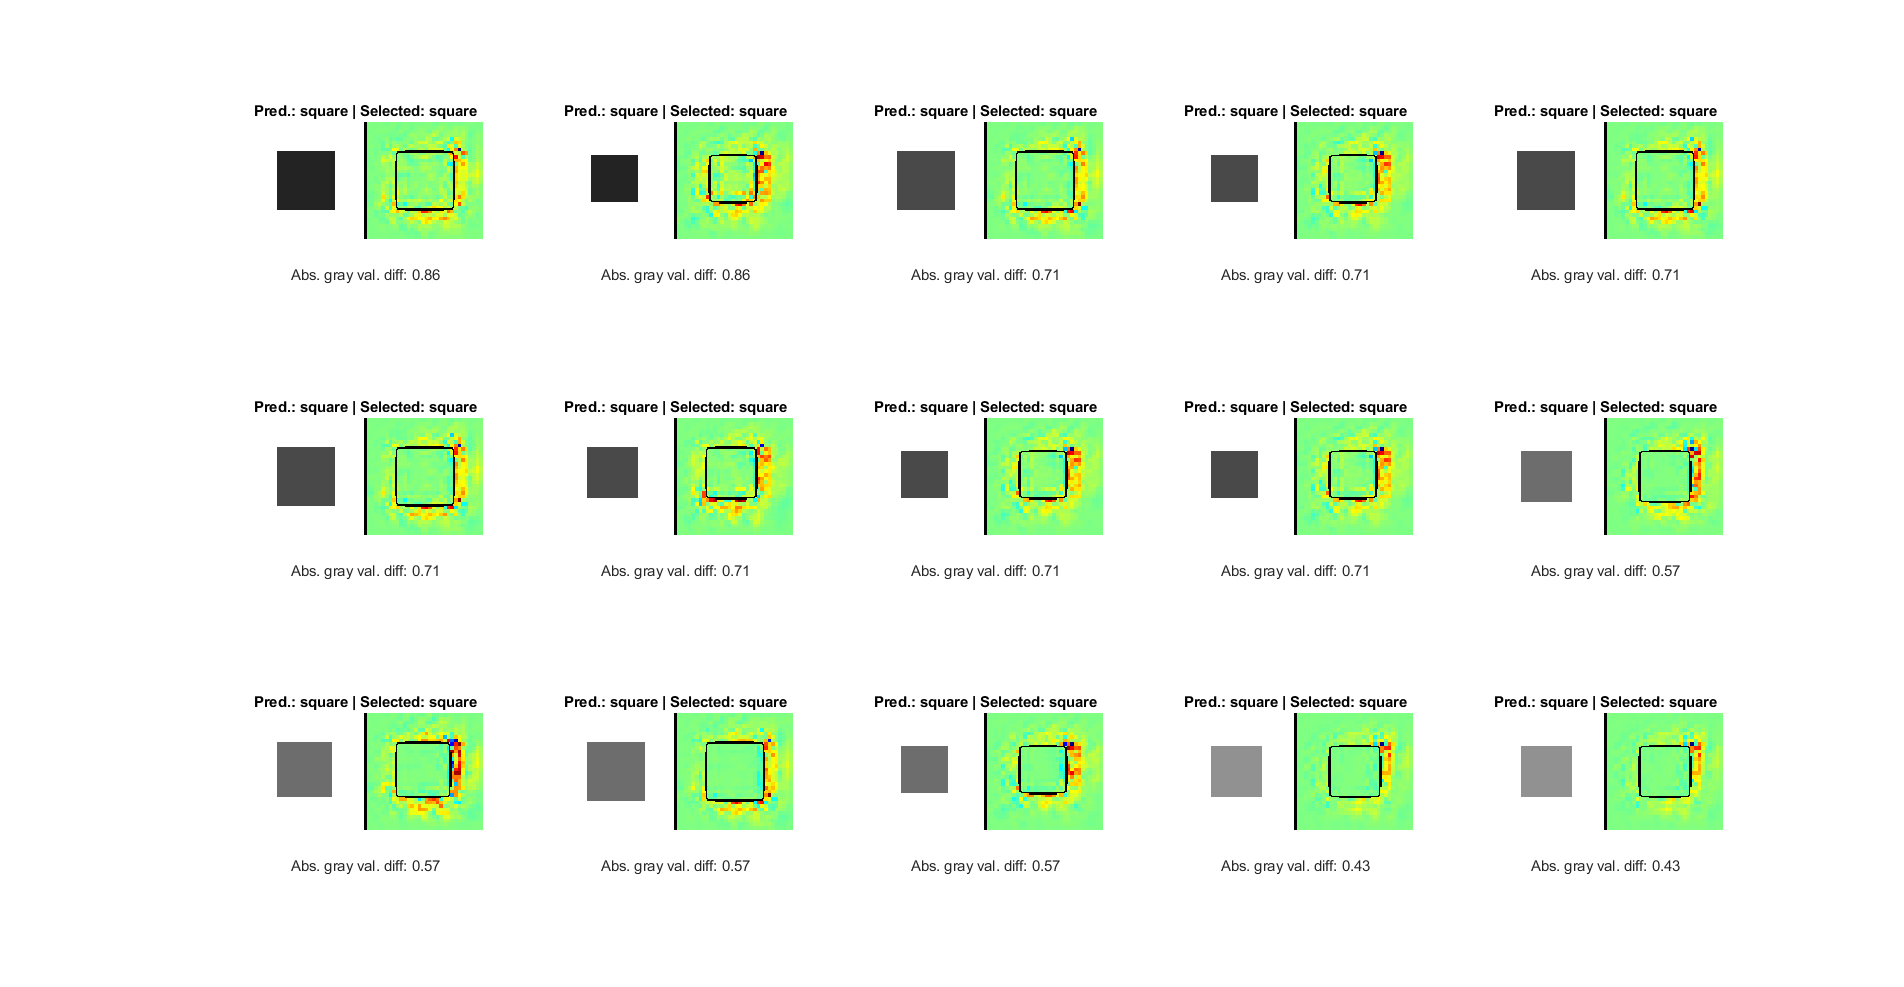 Pred.: square | Selected: square
Pred.: square | Selected: square
Pred.: square | Selected: square
Pred.: square | Selected: square
Pred.: square | Selected: square
Abs. gray val. diff: 0.86
Abs. gray val. diff: 0.86
Abs. gray val. diff: 0.71
Abs. gray val. diff: 0.71
Abs. gray val. diff: 0.71
Pred.: square | Selected: square
Pred.: square | Selected: square
Pred.: square | Selected: square
Pred.: square | Selected: square
Pred.: square | Selected: square
Abs. gray val. diff: 0.71
Abs. gray val. diff: 0.71
Abs. gray val. diff: 0.71
Abs. gray val. diff: 0.71
Abs. gray val. diff: 0.57
Pred.: square | Selected: square
Pred.: square | Selected: square
Pred.: square | Selected: square
Pred.: square | Selected: square
Pred.: square | Selected: square
Abs. gray val. diff: 0.57
Abs. gray val. diff: 0.57
Abs. gray val. diff: 0.57
Abs. gray val. diff: 0.43
Abs. gray val. diff: 0.43